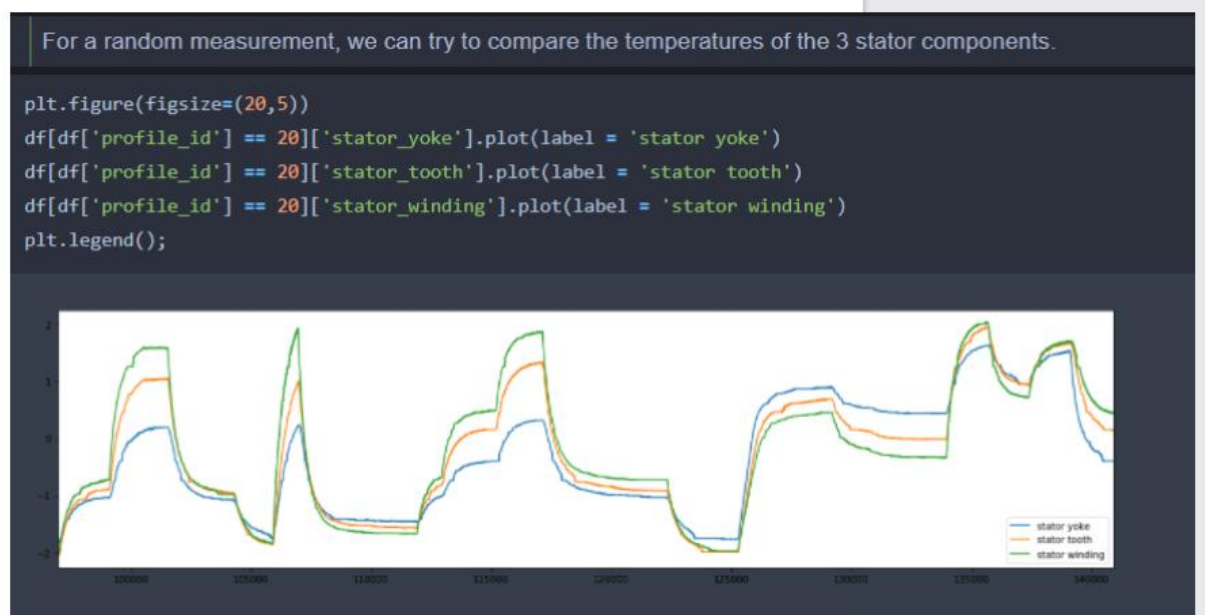 For a random measurement, we can try to compare the temperatures of the 3 stator components.
plt.figure(figsize=(20,5))
df[df['profile_id'] == 20]['stator_yoke'].plot(label = 'stator yoke')
df[df['profile_id'] == 20]['stator_tooth'].plot(label = 'stator tooth')
df[df['profile_id'] == 20]['stator_winding'].plot(label = 'stator winding')
plt.legend();
2
1
0
-1
-2
stator yoke
stator tooth
stator winding
100000 105000 110000 115000 120000 125000 130000 135000 140000